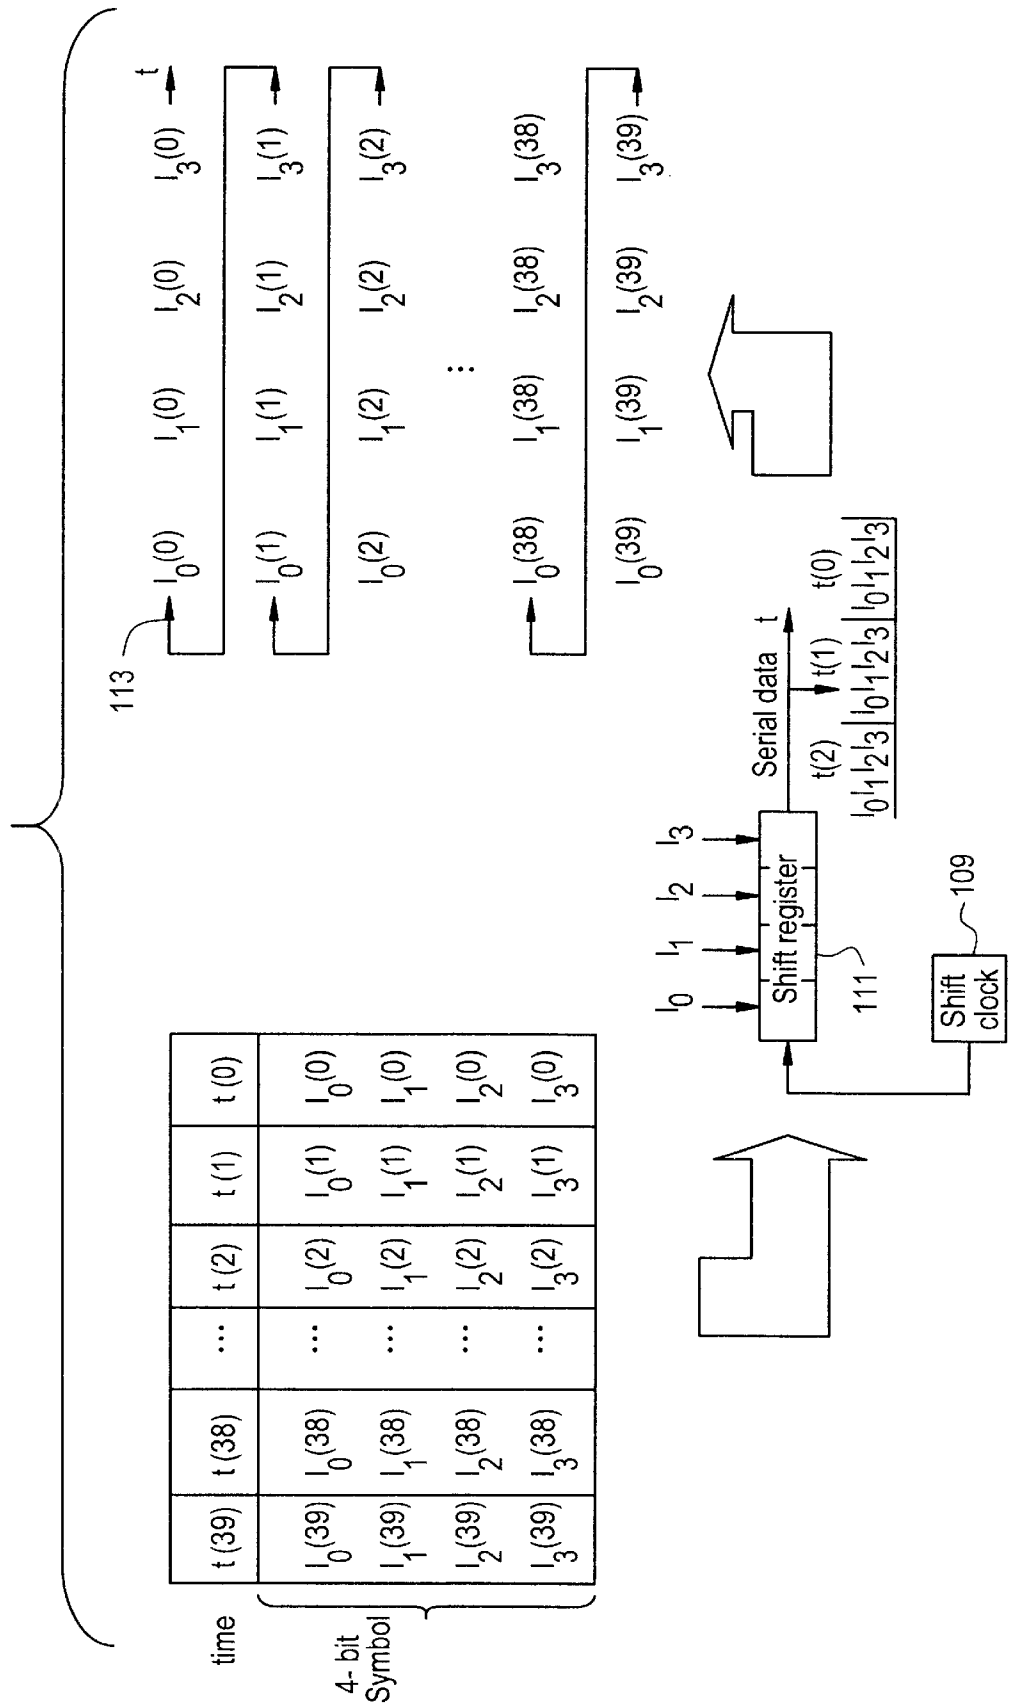 time t(39) t(38) ... t(2) t(1) t(0)
4- bit
Symbol
I0(39) I0(38) ... I0(2) I0(1) I0(0)
I1(39) I1(38) ... I1(2) I1(1) I1(0)
I2(39) I2(38) ... I2(2) I2(1) I2(0)
I3(39) I3(38) ... I3(2) I3(1) I3(0)
I0 I1 I2 I3
Shift register
111
Shift
clock
109
Serial data t
t(2) t(1) t(0)
I0I1I2I3 I0I1I2I3 I0I1I2I3
113
I0(0) I1(0) I2(0) I3(0) t
I0(1) I1(1) I2(1) I3(1)
I0(2) I1(2) I2(2) I3(2)
...
I0(38) I1(38) I2(38) I3(38)
I0(39) I1(39) I2(39) I3(39)